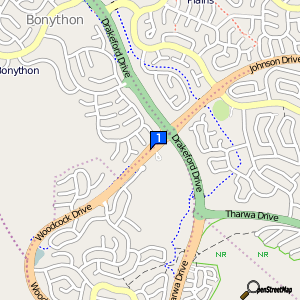 Bonython
Plains
Drakeford Drive
Johnson Drive
Bonython
1
Drakeford Drive
Woodcock Drive
Tharwa Drive
Tharwa Drive
NR
NR
OpenStreetMap